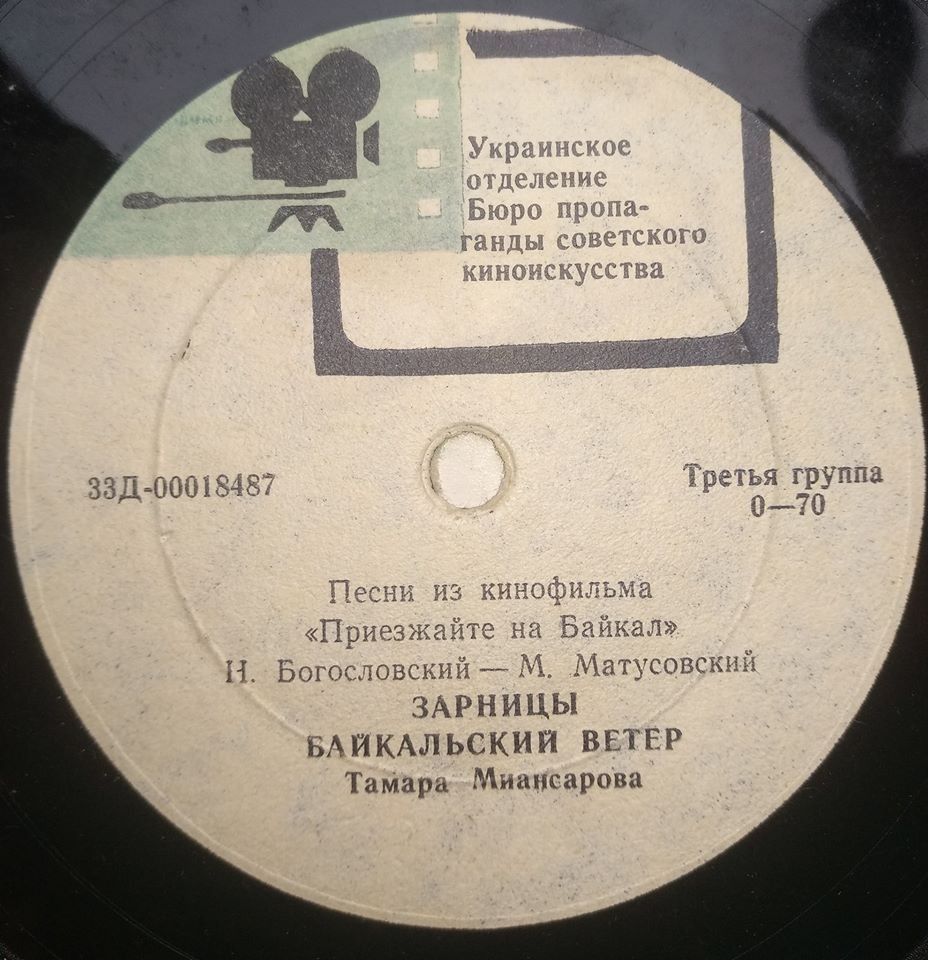 Украинское
отделение
Бюро пропа-
ганды советского
киноискусства
33Д-00018487
Третья группа
0—70
Песни из кинофильма
«Приезжайте на Байкал»
Н. Богословский — М. Матусовский
ЗАРНИЦЫ
БАЙКАЛЬСКИЙ ВЕТЕР
Тамара Миансарова